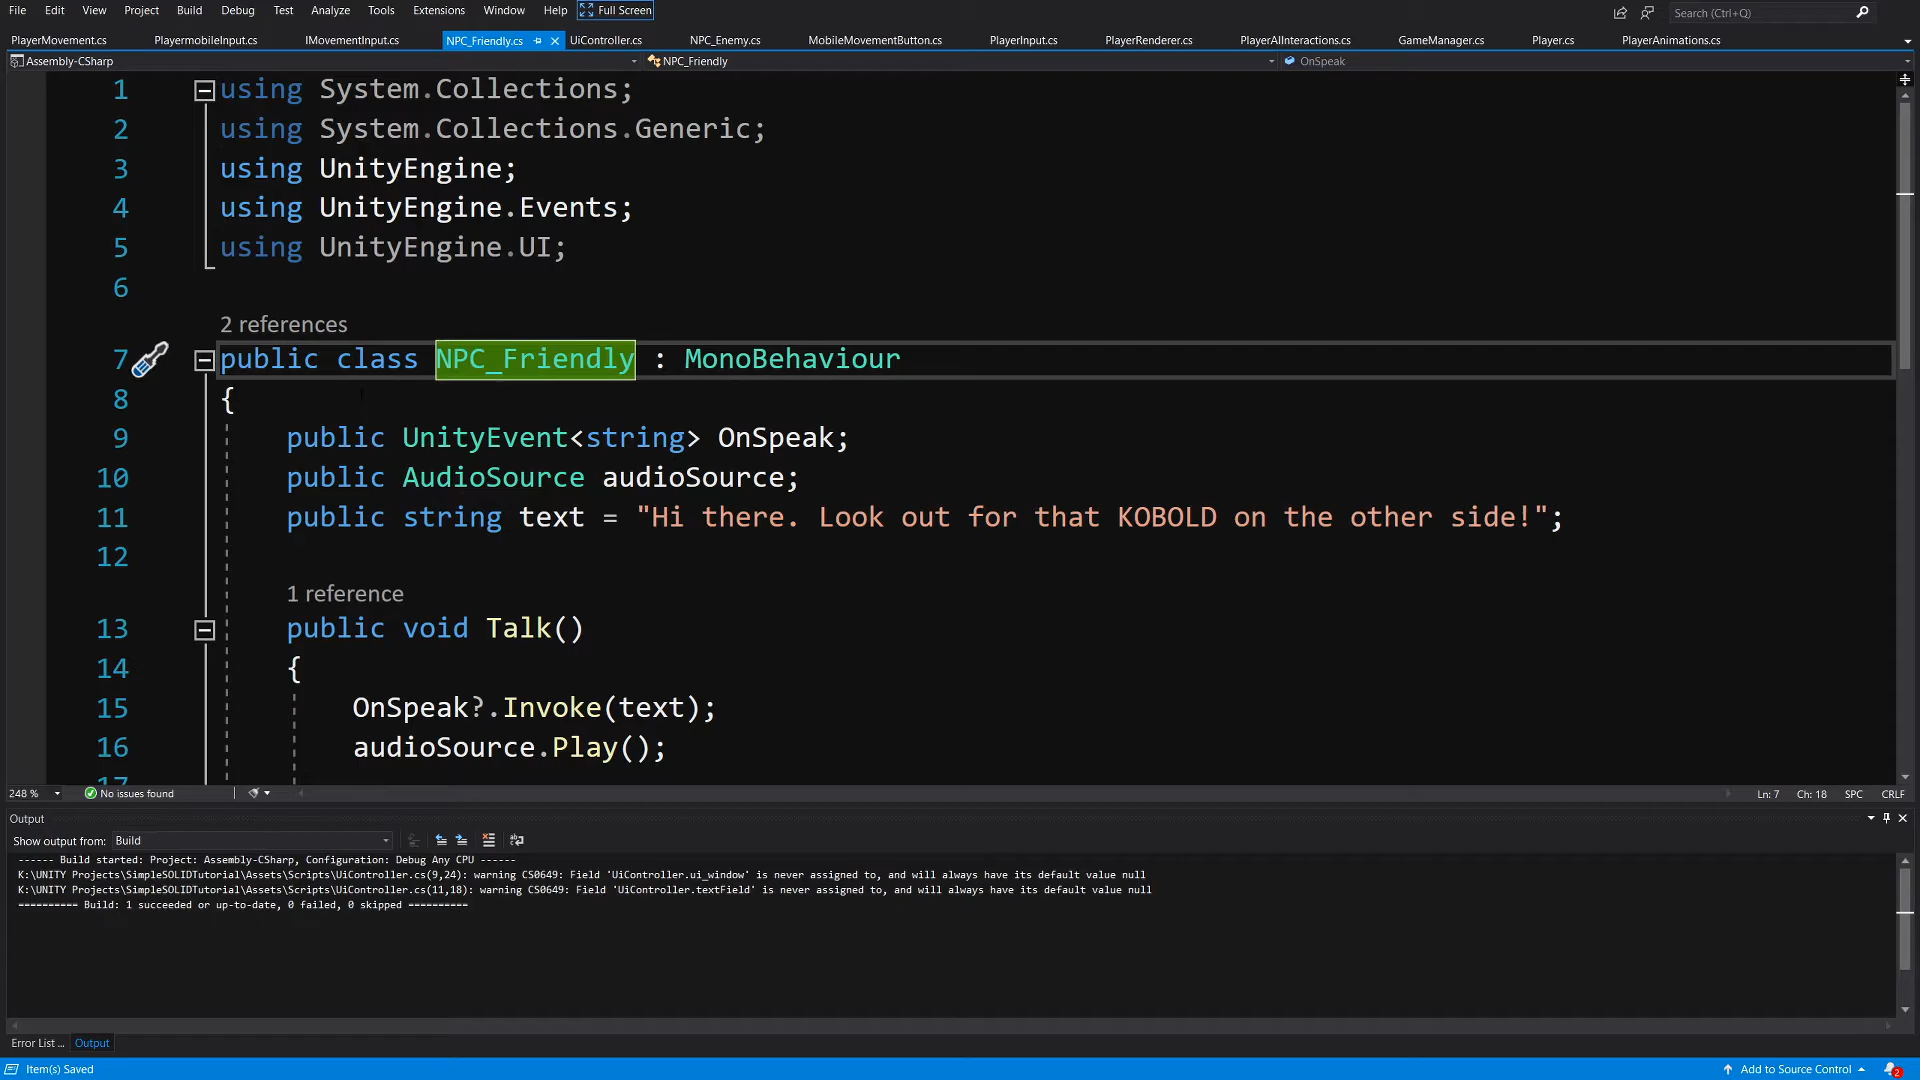 File Edit View Project Build Debug Test Analyze Tools Extensions Window Help Full Screen Search (Ctrl+Q)
PlayerMovement.cs PlayermobileInput.cs IMovementInput.cs NPC_Friendly.cs UiController.cs NPC_Enemy.cs MobileMovementButton.cs PlayerInput.cs PlayerRenderer.cs PlayerAIInteractions.cs GameManager.cs Player.cs PlayerAnimations.cs
Assembly-CSharp NPC_Friendly OnSpeak
1 using System.Collections;
2 using System.Collections.Generic;
3 using UnityEngine;
4 using UnityEngine.Events;
5 using UnityEngine.UI;
6
2 references
7 public class NPC_Friendly : MonoBehaviour
8 {
9 public UnityEvent<string> OnSpeak;
10 public AudioSource audioSource;
11 public string text = "Hi there. Look out for that KOBOLD on the other side!";
12
1 reference
13 public void Talk()
14 {
15 OnSpeak?.Invoke(text);
16 audioSource.Play();
17
248 % No issues found Ln: 7 Ch: 18 SPC CRLF
Output
Show output from: Build
------ Build started: Project: Assembly-CSharp, Configuration: Debug Any CPU ------
K:\UNITY Projects\SimpleSOLIDTutorial\Assets\Scripts\UiController.cs(9,24): warning CS0649: Field 'UiController.ui_window' is never assigned to, and will always have its default value null
K:\UNITY Projects\SimpleSOLIDTutorial\Assets\Scripts\UiController.cs(11,18): warning CS0649: Field 'UiController.textField' is never assigned to, and will always have its default value null
========== Build: 1 succeeded or up-to-date, 0 failed, 0 skipped ==========
Error List ... Output
Item(s) Saved Add to Source Control 2